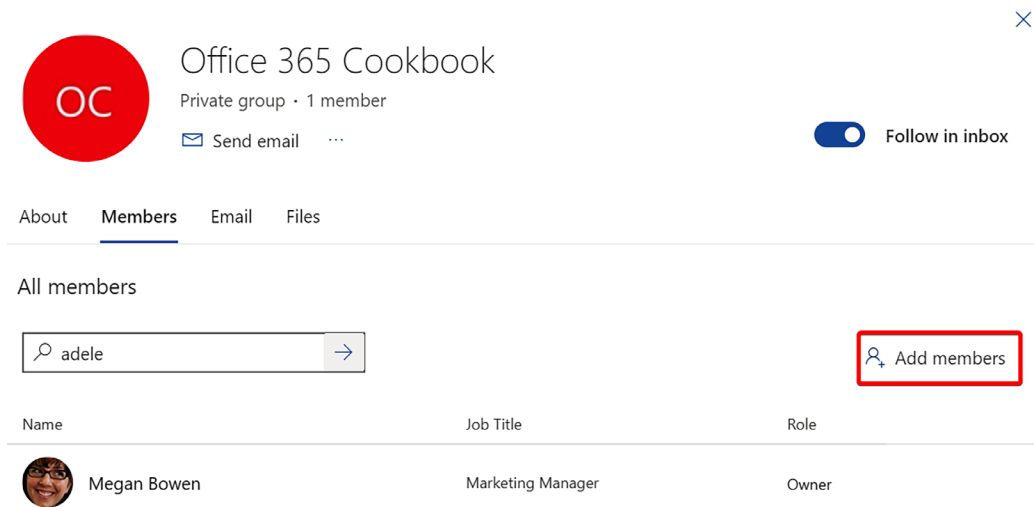 Office 365 Cookbook
OC
Private group • 1 member
Send email ...
Follow in inbox
About Members Email Files
All members
adele
Add members
Name Job Title Role
Megan Bowen Marketing Manager Owner